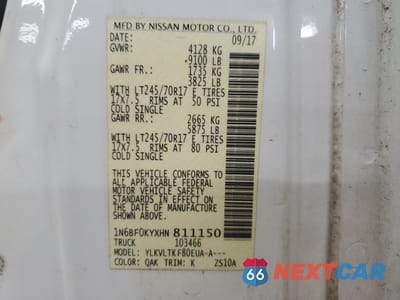 MFD BY NISSAN MOTOR CO., LTD.
DATE: 09/17
GVWR: 4128 KG
9100 LB
GAWR FR.: 1735 KG
3825 LB
WITH LT245/70R17 E TIRES
17X7.5 RIMS AT 50 PSI
COLD SINGLE
GAWR RR.: 2665 KG
5875 LB
WITH LT245/70R17 E TIRES
17X7.5 RIMS AT 80 PSI
COLD SINGLE
THIS VEHICLE CONFORMS TO
ALL APPLICABLE FEDERAL
MOTOR VEHICLE SAFETY
STANDARDS IN EFFECT ON THE
DATE OF MANUFACTURE
SHOWN ABOVE.
1N6BF0KYXHN 811150
TRUCK 103466
MODEL: YLKVLTKF80EUA-A---
COLOR: QAK TRIM: K ZS10A
66 NEXTCAR